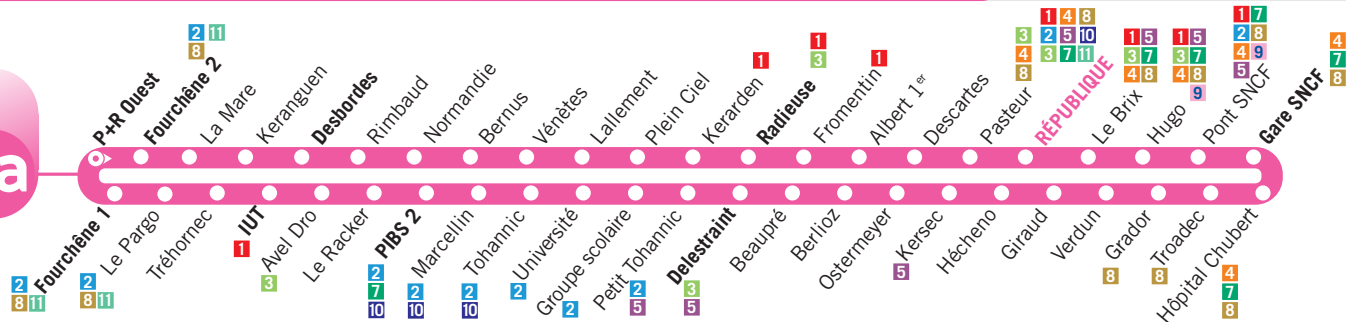 a
P+R Ouest
Fourchêne 2
2 11
8
La Mare
Keranguen
Desbordes
Rimbaud
Normandie
Bernus
Vénètes
Lallement
Plein Ciel
Kerarden
1
Radieuse
1
3
Fromentin
1
Albert 1er
Descartes
Pasteur
3
4
8
RÉPUBLIQUE
1 4 8
2 5 10
3 7 11
Le Brix
1 5
3 7
4 8
Hugo
1 5
3 7
4 8
9
Pont SNCF
1 7
2 8
4 9
5
Gare SNCF
4
7
8
Fourchêne 1
2
8 11
Le Pargo
2
8 11
Tréhornec
IUT
1
Avel Dro
3
Le Racker
PIBS 2
2
7
10
Marcellin
2
10
Tohannic
2
10
Université
2
Groupe scolaire
2
Petit Tohannic
2
5
Delestraint
3
5
Beaupré
Berlioz
Ostermeyer
Kersec
5
Hécheno
Giraud
Verdun
Grador
8
Troadec
8
Hôpital Chubert
4
7
8